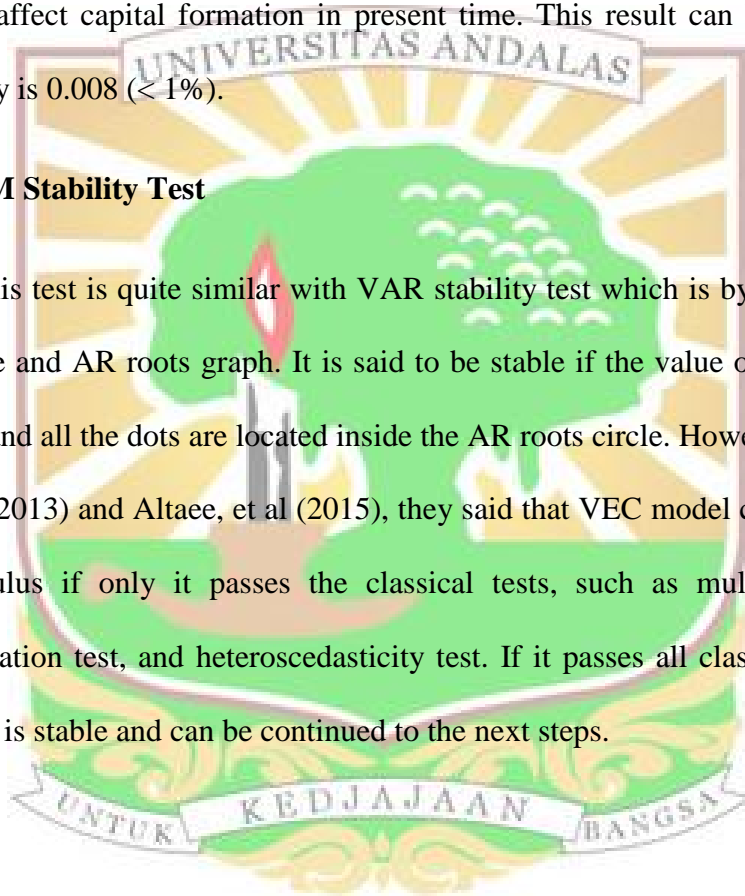 affect capital formation in present time. This result can
UNIVERSITAS ANDALAS
y is 0.008 (< 1%).
M Stability Test
is test is quite similar with VAR stability test which is by
e and AR roots graph. It is said to be stable if the value o
nd all the dots are located inside the AR roots circle. Howe
2013) and Altaee, et al (2015), they said that VEC model c
ulus if only it passes the classical tests, such as mul
ation test, and heteroscedasticity test. If it passes all clas
is stable and can be continued to the next steps.
UNTUK KEDJAJAAN BANGSA